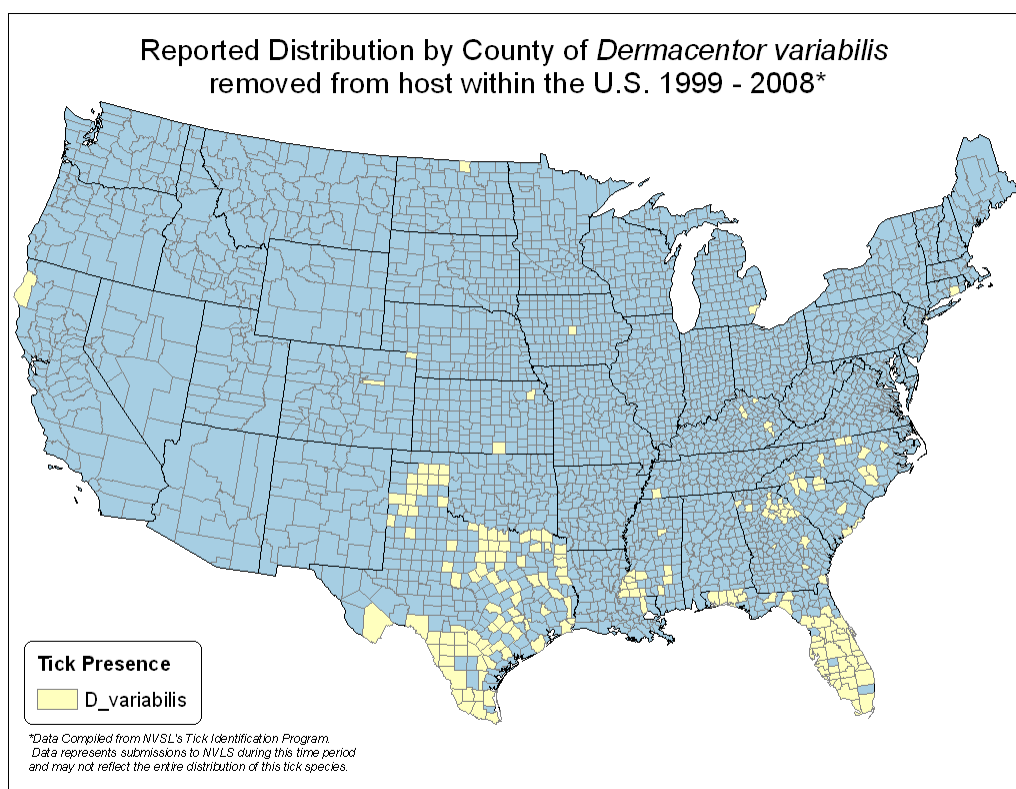 Reported Distribution by County of Dermacentor variabilis
removed from host within the U.S. 1999 - 2008*
Tick Presence
D_variabilis
*Data Compiled from NVSL's Tick Identification Program.
Data represents submissions to NVLS during this time period
and may not reflect the entire distribution of this tick species.